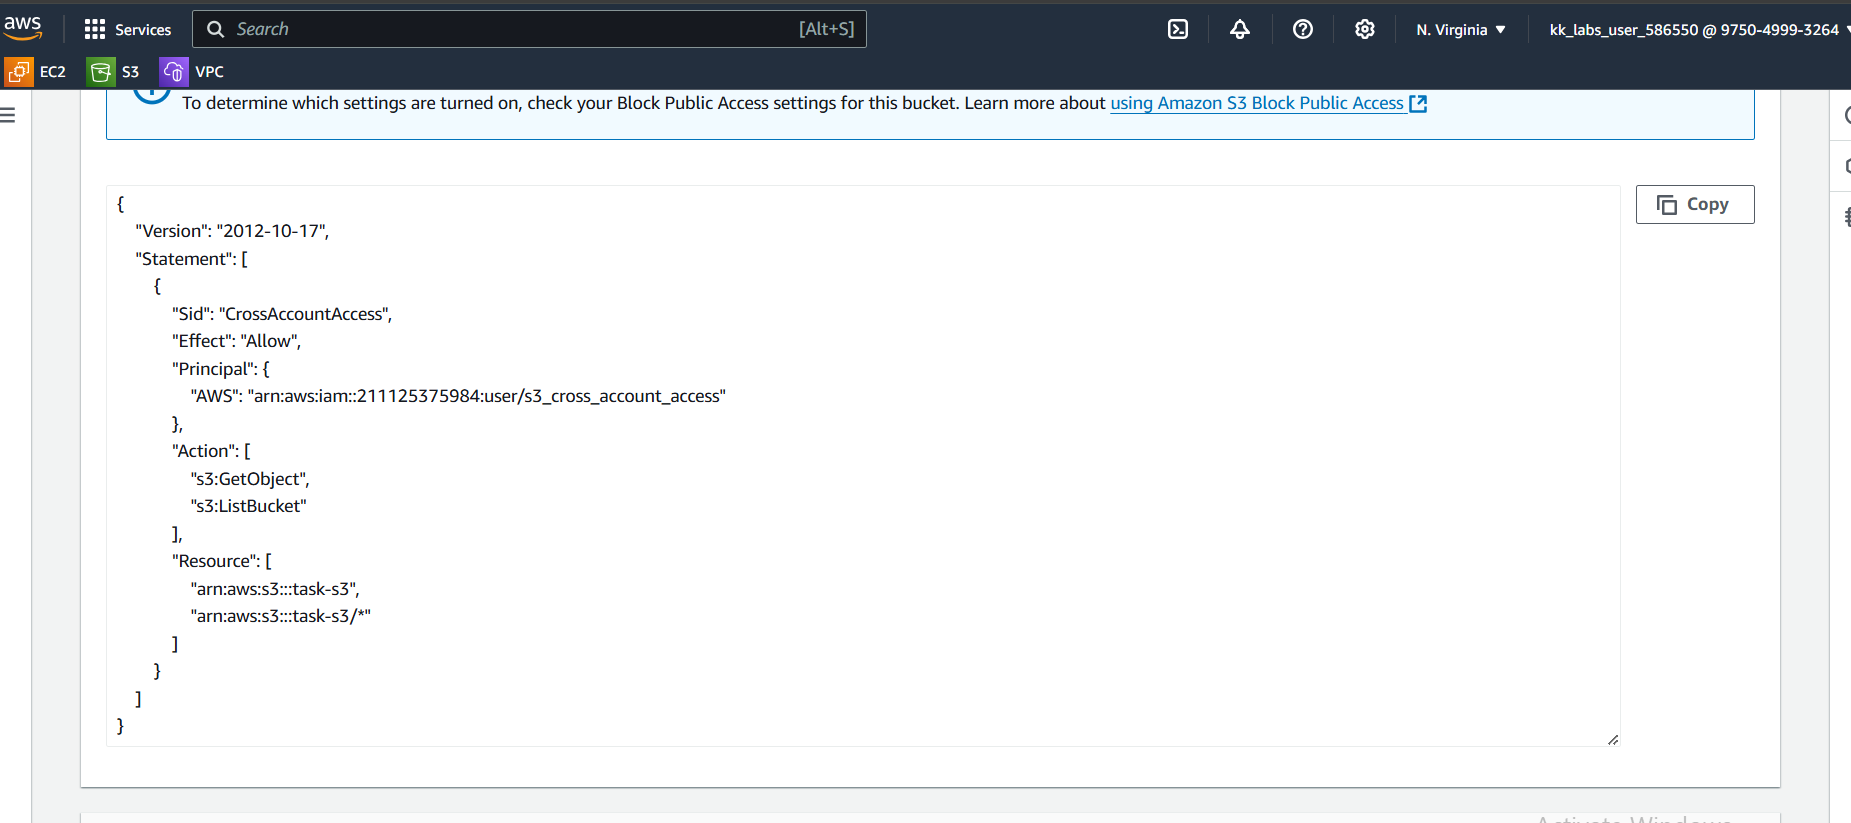 aws Services Search [Alt+S] N. Virginia kk_labs_user_586550 @ 9750-4999-3264
EC2 S3 VPC
To determine which settings are turned on, check your Block Public Access settings for this bucket. Learn more about using Amazon S3 Block Public Access
Copy
{
"Version": "2012-10-17",
"Statement": [
{
"Sid": "CrossAccountAccess",
"Effect": "Allow",
"Principal": {
"AWS": "arn:aws:iam::211125375984:user/s3_cross_account_access"
},
"Action": [
"s3:GetObject",
"s3:ListBucket"
],
"Resource": [
"arn:aws:s3:::task-s3",
"arn:aws:s3:::task-s3/*"
]
}
]
}
Activate Windows